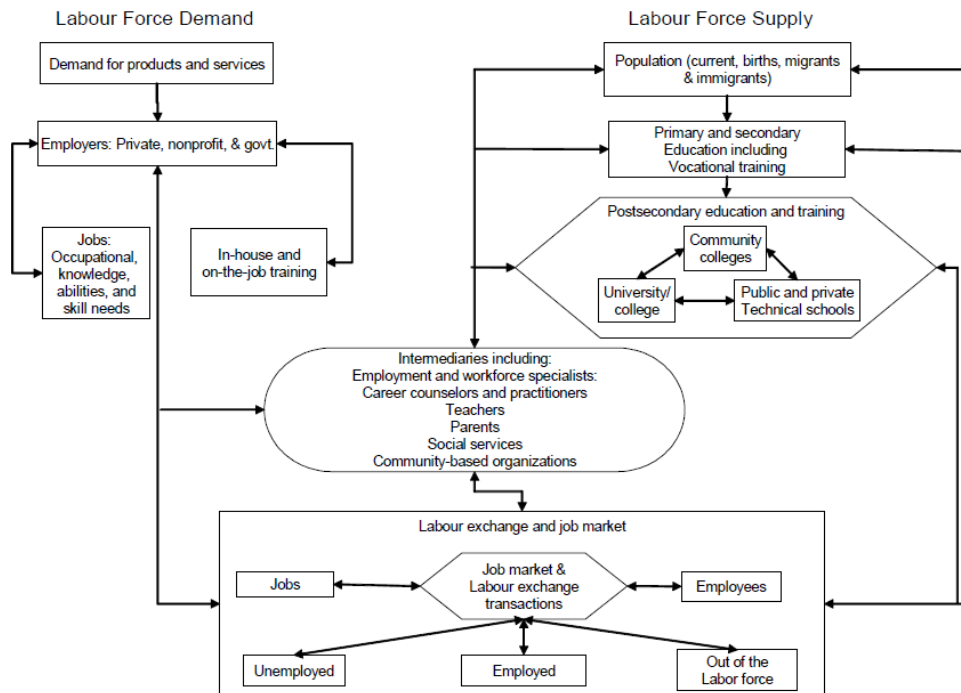 Labour Force Demand
Labour Force Supply
Demand for products and services
Population (current, births, migrants
& immigrants)
Employers: Private, nonprofit, & govt.
Primary and secondary
Education including
Vocational training
Postsecondary education and training
Community
colleges
University/
college
Public and private
Technical schools
Jobs:
Occupational,
knowledge,
abilities, and
skill needs
In-house and
on-the-job training
Intermediaries including:
Employment and workforce specialists:
Career counselors and practitioners
Teachers
Parents
Social services
Community-based organizations
Labour exchange and job market
Jobs
Job market &
Labour exchange
transactions
Employees
Unemployed
Employed
Out of the
Labor force